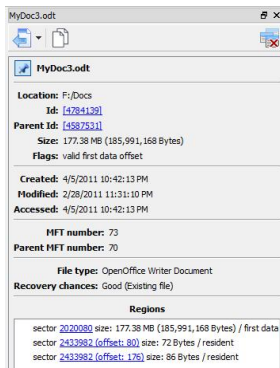 MyDoc3.odt
MyDoc3.odt
Location: F:/Docs
Id: [4784139]
Parent Id: [4587531]
Size: 177.38 MB (185,991,168 Bytes)
Flags: valid first data offset
Created: 4/5/2011 10:42:13 PM
Modified: 2/28/2011 11:31:10 PM
Accessed: 4/5/2011 10:42:13 PM
MFT number: 73
Parent MFT number: 70
File type: OpenOffice Writer Document
Recovery chances: Good (Existing file)
Regions
sector 2020080 size: 177.38 MB (185,991,168 Bytes) / first data
sector 2433982 (offset: 80) size: 72 Bytes / resident
sector 2433982 (offset: 176) size: 86 Bytes / resident